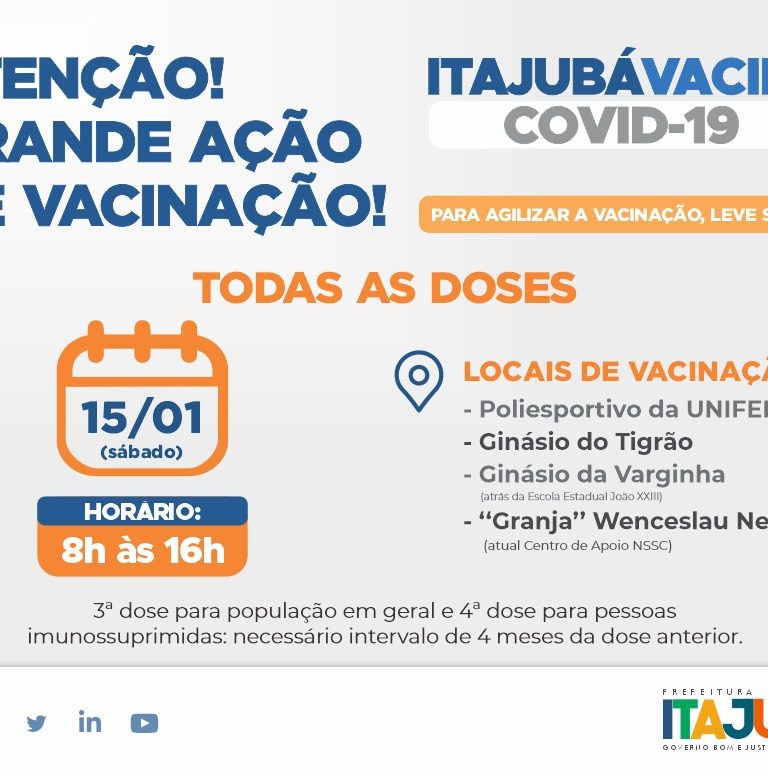 TENÇÃO!
RANDE AÇÃO
E VACINAÇÃO!
ITAJUBÁVACI
COVID-19
PARA AGILIZAR A VACINAÇÃO, LEVE S
TODAS AS DOSES
15/01
(sábado)
HORÁRIO:
8h às 16h
LOCAIS DE VACINAÇÃ
- Poliesportivo da UNIFEI
- Ginásio do Tigrão
- Ginásio da Varginha
(atrás da Escola Estadual João XXIII)
- “Granja” Wenceslau Ne
(atual Centro de Apoio NSSC)
3ª dose para população em geral e 4ª dose para pessoas
imunossuprimidas: necessário intervalo de 4 meses da dose anterior.
in
PREFEITURA
ITAJU
GOVERNO BOM E JUST